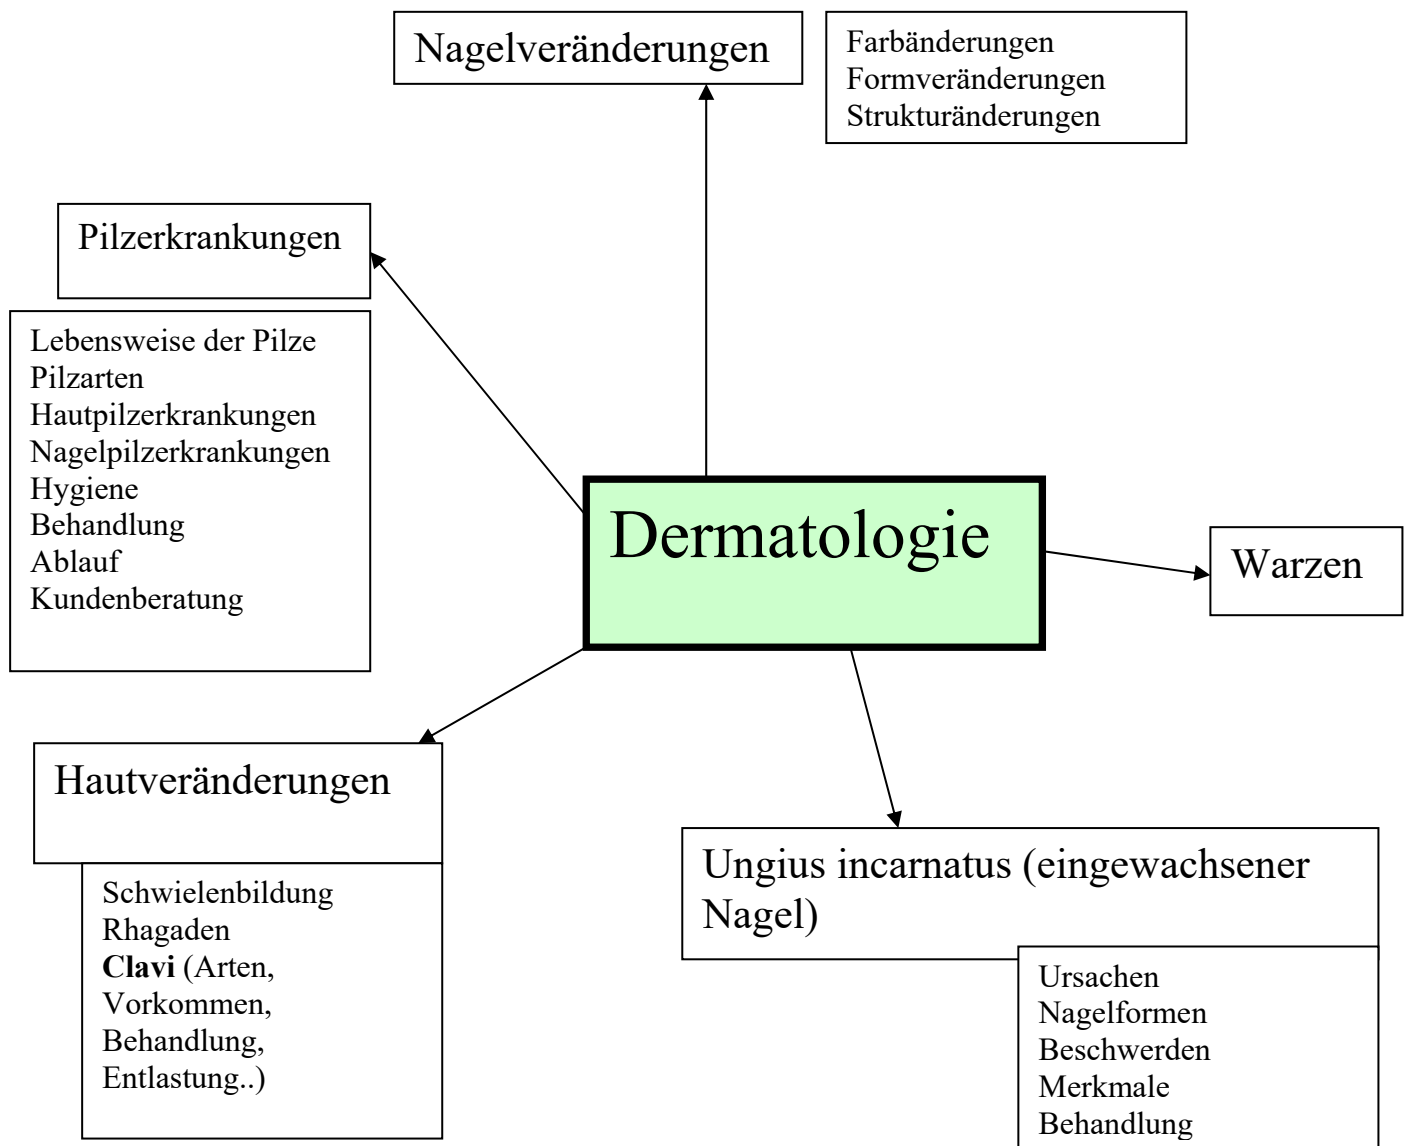 Nagelveränderungen
Farbänderungen
Formveränderungen
Strukturänderungen
Pilzerkrankungen
Lebensweise der Pilze
Pilzarten
Hautpilzerkrankungen
Nagelpilzerkrankungen
Hygiene
Behandlung
Ablauf
Kundenberatung
Dermatologie
Warzen
Hautveränderungen
Schwielenbildung
Rhagaden
Clavi (Arten,
Vorkommen,
Behandlung,
Entlastung..)
Ungius incarnatus (eingewachsener
Nagel)
Ursachen
Nagelformen
Beschwerden
Merkmale
Behandlung